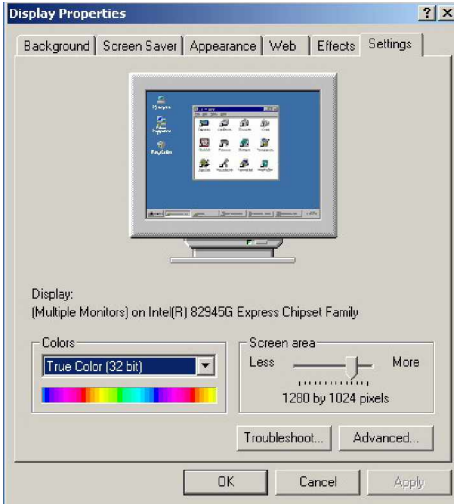 Display Properties
Background Screen Saver Appearance Web Effects Settings
Display:
(Multiple Monitors) on Intel(R) 82945G Express Chipset Family
Colors
True Color (32 bit)
Screen area
Less More
1280 by 1024 pixels
Troubleshoot... Advanced...
OK Cancel Apply